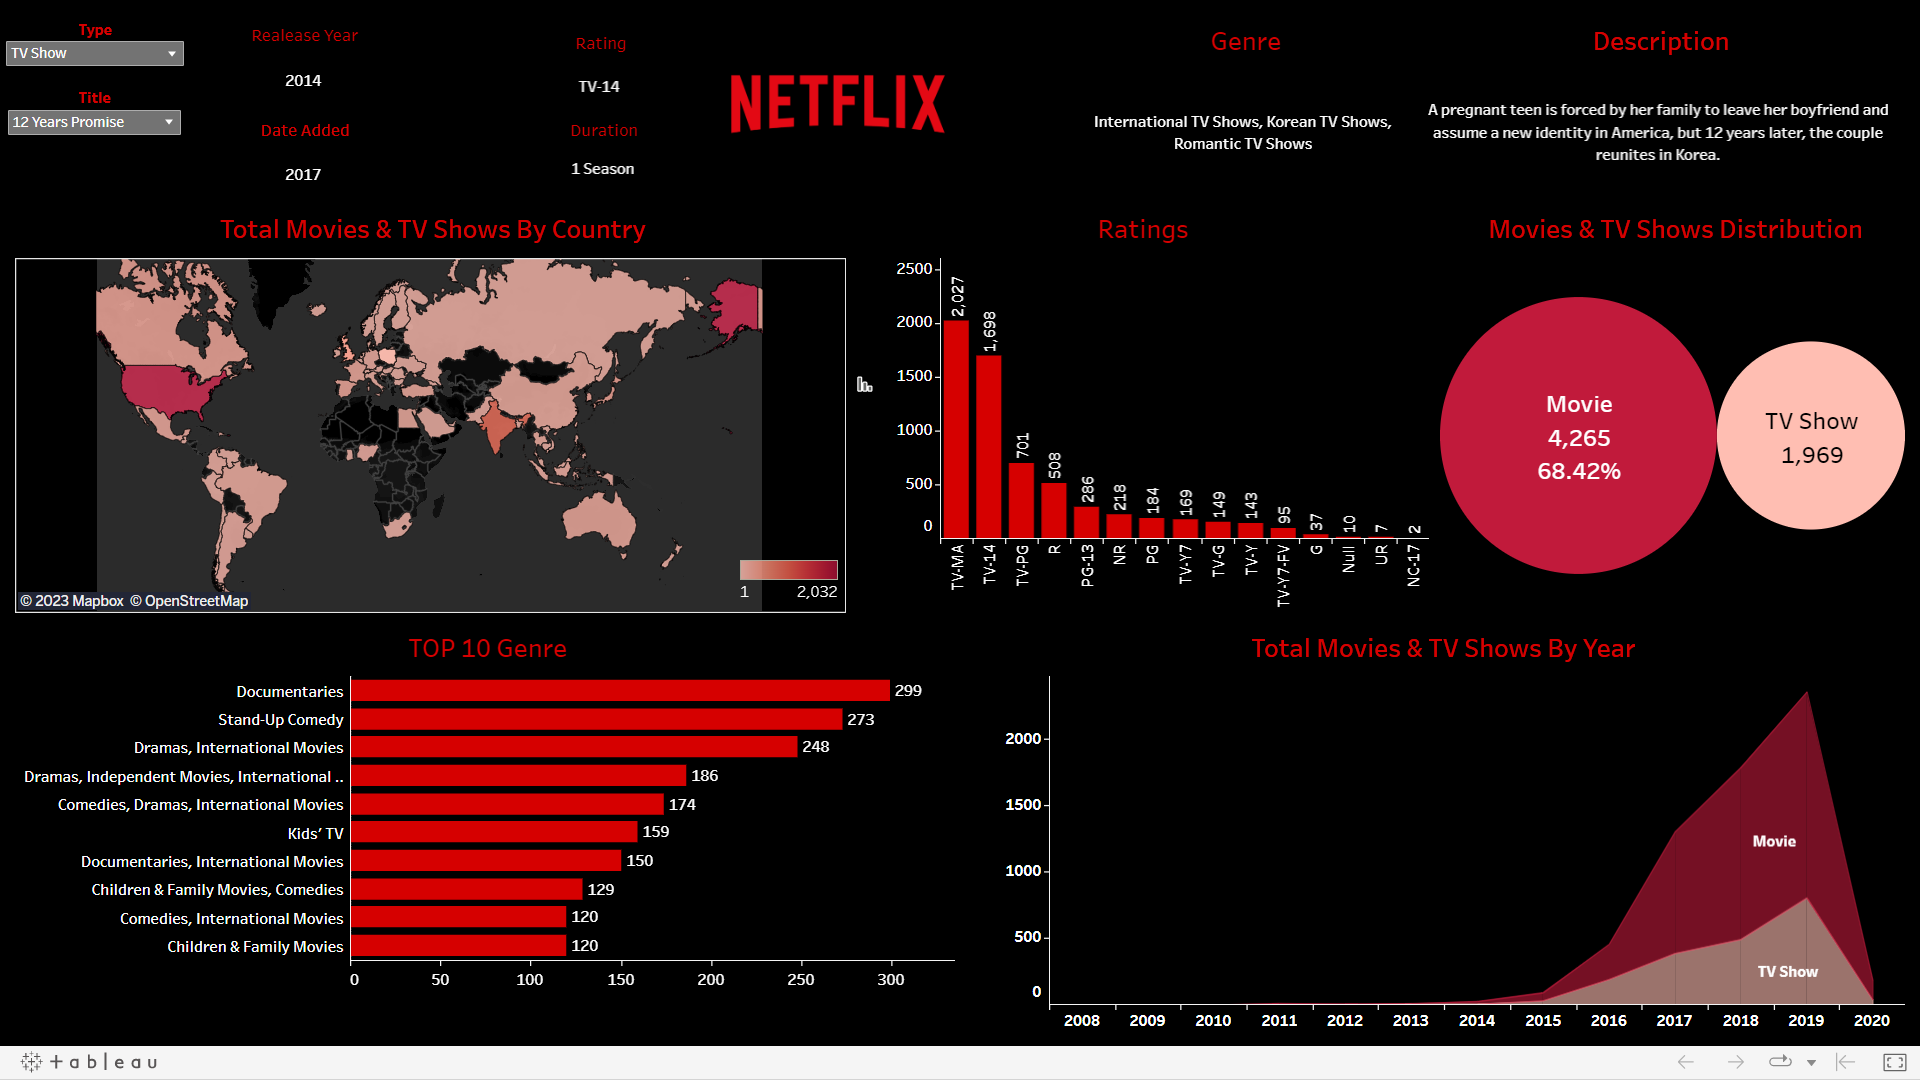 Type
TV Show
Title
12 Years Promise
Realease Year
2014
Date Added
2017
Rating
TV-14
Duration
1 Season
NETFLIX
Genre
International TV Shows, Korean TV Shows,
Romantic TV Shows
Description
A pregnant teen is forced by her family to leave her boyfriend and
assume a new identity in America, but 12 years later, the couple
reunites in Korea.
Total Movies & TV Shows By Country
© 2023 Mapbox © OpenStreetMap
1 2,032
Ratings
2500
2000
1500
1000
500
0
2,027
1,698
701
508
286
218
184
169
149
143
95
37
10
7
2
TV-MA
TV-14
TV-PG
R
PG-13
NR
PG
TV-Y7
TV-G
TV-Y
TV-Y7-FV
G
Null
UR
NC-17
Movies & TV Shows Distribution
Movie
4,265
68.42%
TV Show
1,969
TOP 10 Genre
Documentaries 299
Stand-Up Comedy 273
Dramas, International Movies 248
Dramas, Independent Movies, International .. 186
Comedies, Dramas, International Movies 174
Kids' TV 159
Documentaries, International Movies 150
Children & Family Movies, Comedies 129
Comedies, International Movies 120
Children & Family Movies 120
0 50 100 150 200 250 300
Total Movies & TV Shows By Year
2000
1500
1000
500
0
Movie
TV Show
2008 2009 2010 2011 2012 2013 2014 2015 2016 2017 2018 2019 2020
+ a b l e a u